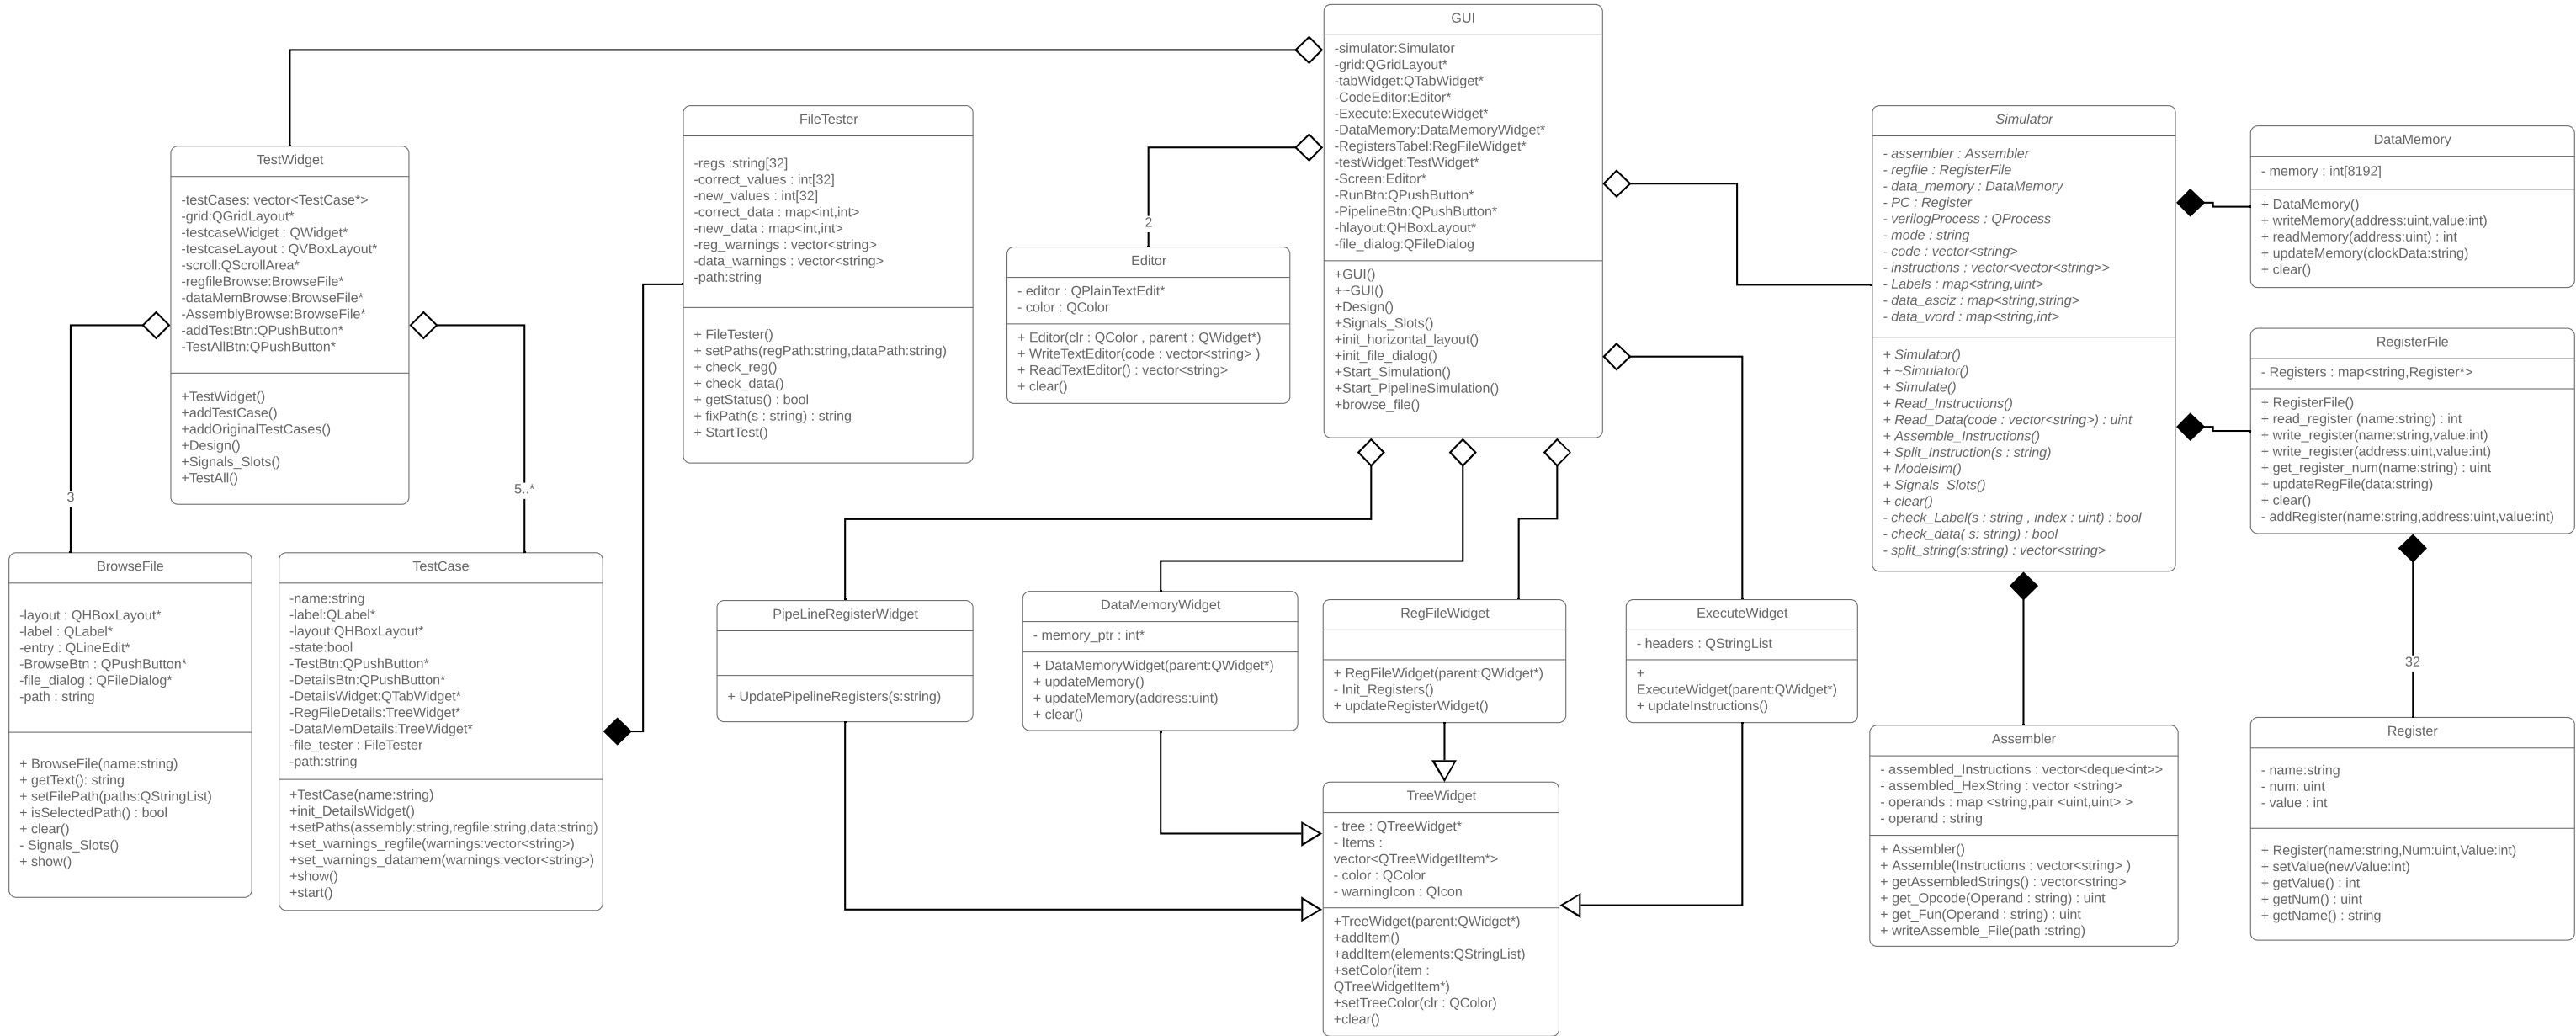 GUI
-simulator:Simulator
-grid:QGridLayout*
-tabWidget:QTabWidget*
-CodeEditor:Editor*
-Execute:ExecuteWidget*
-DataMemory:DataMemoryWidget*
-RegistersTabel:RegFileWidget*
-testWidget:TestWidget*
-Screen:Editor*
-RunBtn:QPushButton*
-PipelineBtn:QPushButton*
-hlayout:QHBoxLayout*
-file_dialog:QFileDialog
+GUI()
+~GUI()
+Design()
+Signals_Slots()
+init_horizontal_layout()
+init_file_dialog()
+Start_Simulation()
+Start_PipelineSimulation()
+browse_file()
TestWidget
-testCases: vector<TestCase*>
-grid:QGridLayout*
-testcaseWidget : QWidget*
-testcaseLayout : QVBoxLayout*
-scroll:QScrollArea*
-regfileBrowse:BrowseFile*
-dataMemBrowse:BrowseFile*
-AssemblyBrowse:BrowseFile*
-addTestBtn:QPushButton*
-TestAllBtn:QPushButton*
+TestWidget()
+addTestCase()
+addOriginalTestCases()
+Design()
+Signals_Slots()
+TestAll()
3
5..*
FileTester
-regs :string[32]
-correct_values : int[32]
-new_values : int[32]
-correct_data : map<int,int>
-new_data : map<int,int>
-reg_warnings : vector<string>
-data_warnings : vector<string>
-path:string
+ FileTester()
+ setPaths(regPath:string,dataPath:string)
+ check_reg()
+ check_data()
+ getStatus() : bool
+ fixPath(s : string) : string
+ StartTest()
2
Editor
- editor : QPlainTextEdit*
- color : QColor
+ Editor(clr : QColor , parent : QWidget*)
+ WriteTextEditor(code : vector<string> )
+ ReadTextEditor() : vector<string>
+ clear()
Simulator
- assembler : Assembler
- regfile : RegisterFile
- data_memory : DataMemory
- PC : Register
- verilogProcess : QProcess
- mode : string
- code : vector<string>
- instructions : vector<vector<string>>
- Labels : map<string,uint>
- data_asciz : map<string,string>
- data_word : map<string,int>
+ Simulator()
+ ~Simulator()
+ Simulate()
+ Read_Instructions()
+ Read_Data(code : vector<string>) : uint
+ Assemble_Instructions()
+ Split_Instruction(s : string)
+ Modelsim()
+ Signals_Slots()
+ clear()
- check_Label(s : string , index : uint) : bool
- check_data( s: string) : bool
- split_string(s:string) : vector<string>
DataMemory
- memory : int[8192]
+ DataMemory()
+ writeMemory(address:uint,value:int)
+ readMemory(address:uint) : int
+ updateMemory(clockData:string)
+ clear()
RegisterFile
- Registers : map<string,Register*>
+ RegisterFile()
+ read_register (name:string) : int
+ write_register(name:string,value:int)
+ write_register(address:uint,value:int)
+ get_register_num(name:string) : uint
+ updateRegFile(data:string)
+ clear()
- addRegister(name:string,address:uint,value:int)
32
BrowseFile
-layout : QHBoxLayout*
-label : QLabel*
-entry : QLineEdit*
-BrowseBtn : QPushButton*
-file_dialog : QFileDialog*
-path : string
+ BrowseFile(name:string)
+ getText(): string
+ setFilePath(paths:QStringList)
+ isSelectedPath() : bool
+ clear()
- Signals_Slots()
+ show()
TestCase
-name:string
-label:QLabel*
-layout:QHBoxLayout*
-state:bool
-TestBtn:QPushButton*
-DetailsBtn:QPushButton*
-DetailsWidget:QTabWidget*
-RegFileDetails:TreeWidget*
-DataMemDetails:TreeWidget*
-file_tester : FileTester
-path:string
+TestCase(name:string)
+init_DetailsWidget()
+setPaths(assembly:string,regfile:string,data:string)
+set_warnings_regfile(warnings:vector<string>)
+set_warnings_datamem(warnings:vector<string>)
+show()
+start()
PipeLineRegisterWidget
+ UpdatePipelineRegisters(s:string)
DataMemoryWidget
- memory_ptr : int*
+ DataMemoryWidget(parent:QWidget*)
+ updateMemory()
+ updateMemory(address:uint)
+ clear()
RegFileWidget
+ RegFileWidget(parent:QWidget*)
- Init_Registers()
+ updateRegisterWidget()
ExecuteWidget
- headers : QStringList
+
ExecuteWidget(parent:QWidget*)
+ updateInstructions()
TreeWidget
- tree : QTreeWidget*
- Items :
vector<QTreeWidgetItem*>
- color : QColor
- warningIcon : QIcon
+TreeWidget(parent:QWidget*)
+addItem()
+addItem(elements:QStringList)
+setColor(item :
QTreeWidgetItem*)
+setTreeColor(clr : QColor)
+clear()
Assembler
- assembled_Instructions : vector<deque<int>>
- assembled_HexString : vector <string>
- operands : map <string,pair <uint,uint> >
- operand : string
+ Assembler()
+ Assemble(Instructions : vector<string> )
+ getAssembledStrings() : vector<string>
+ get_Opcode(Operand : string) : uint
+ get_Fun(Operand : string) : uint
+ writeAssemble_File(path :string)
Register
- name:string
- num: uint
- value : int
+ Register(name:string,Num:uint,Value:int)
+ setValue(newValue:int)
+ getValue() : int
+ getNum() : uint
+ getName() : string